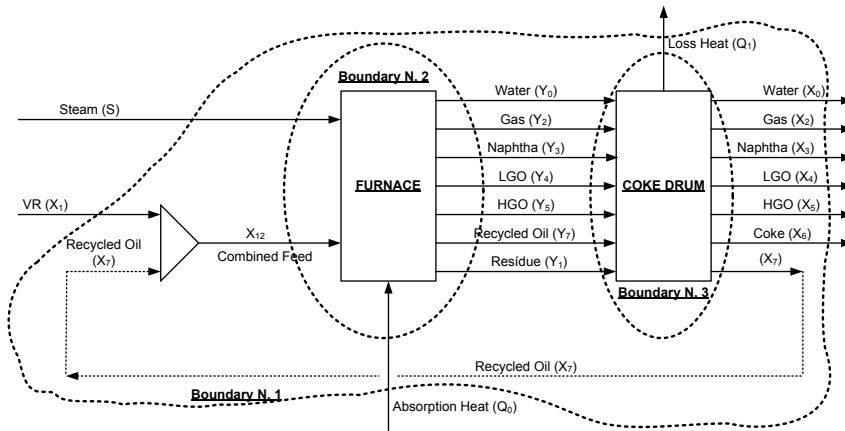 Loss Heat (Q1)
Boundary N. 2
Steam (S)
Water (Y0)
Water (X0)
Gas (Y2)
Gas (X2)
Naphtha (Y3)
Naphtha (X3)
FURNACE
LGO (Y4)
COKE DRUM
LGO (X4)
VR (X1)
HGO (Y5)
HGO (X5)
X12
Combined Feed
Recycled Oil
(X7)
Recycled Oil (Y7)
Coke (X6)
Resídue (Y1)
(X7)
Boundary N. 3
Recycled Oil (X7)
Boundary N. 1
Absorption Heat (Q0)